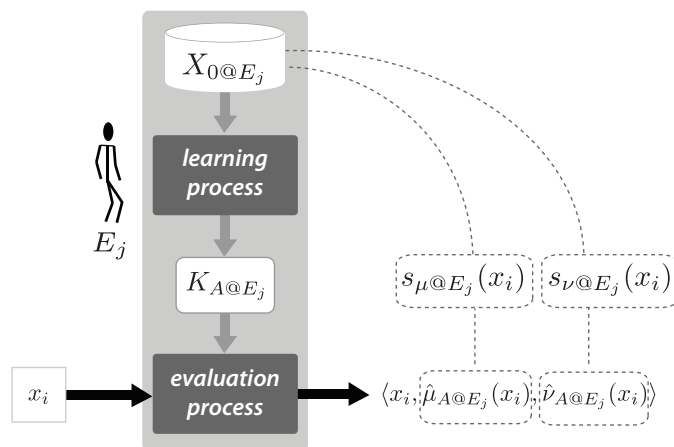 X_{0@E_j}
learning
process
E_j
K_{A@E_j}
s_{μ@E_j}(x_i) s_{ν@E_j}(x_i)
x_i
evaluation
process
⟨x_i, μ̂_{A@E_j}(x_i), ν̂_{A@E_j}(x_i)⟩